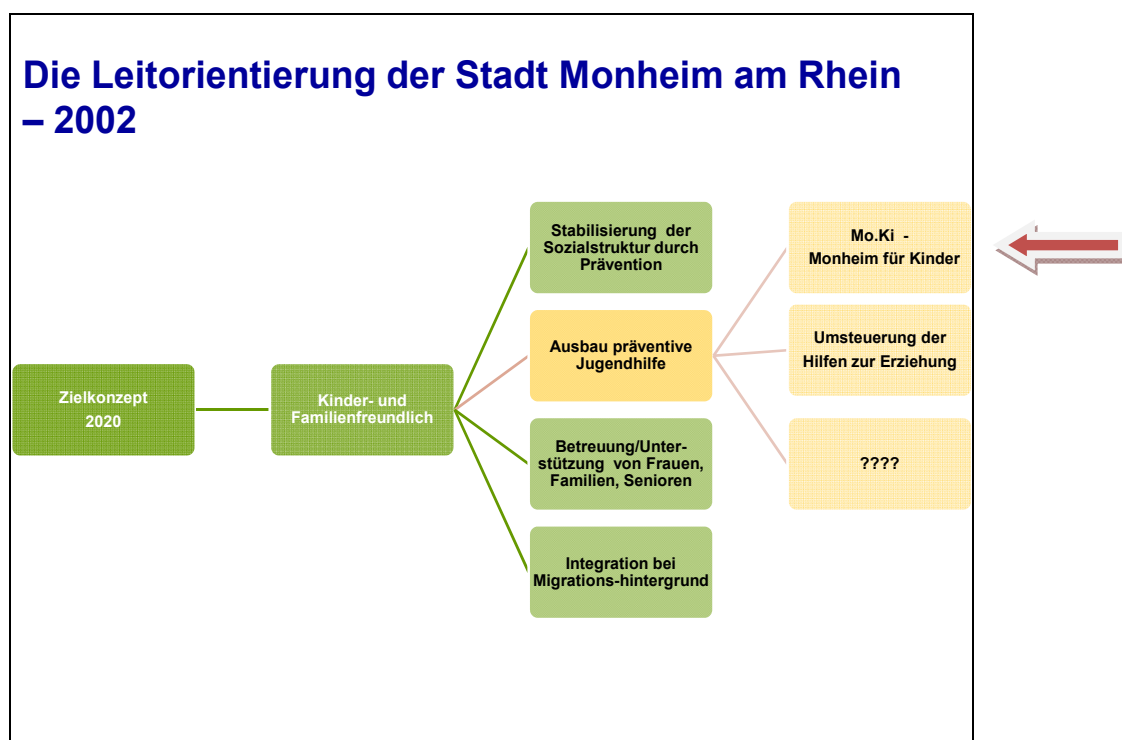 Die Leitorientierung der Stadt Monheim am Rhein
– 2002
Zielkonzept
2020
Kinder- und
Familienfreundlich
Stabilisierung der
Sozialstruktur durch
Prävention
Ausbau präventive
Jugendhilfe
Betreuung/Unter-
stützung von Frauen,
Familien, Senioren
Integration bei
Migrations-hintergrund
Mo.Ki -
Monheim für Kinder
Umsteuerung der
Hilfen zur Erziehung
????